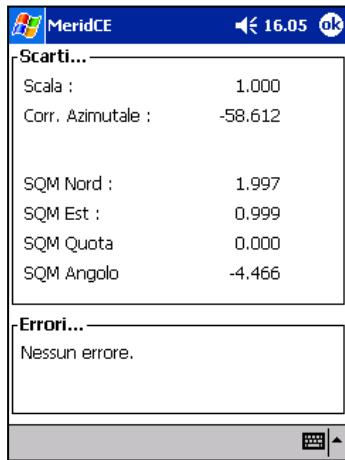 MeridCE 16.05 ok
Scarti...
Scala : 1.000
Corr. Azimutale : -58.612
SQM Nord : 1.997
SQM Est : 0.999
SQM Quota 0.000
SQM Angolo -4.466
Errori...
Nessun errore.